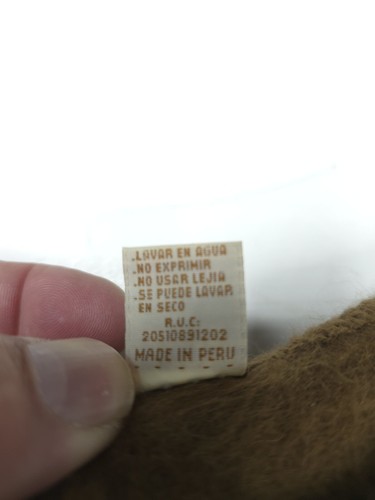 .LAVAR EN AGUA
.NO EXPRIMIR
.NO USAR LEJIA
.SE PUEDE LAVAR
EN SECO
R.U.C:
20510891202
MADE IN PERU